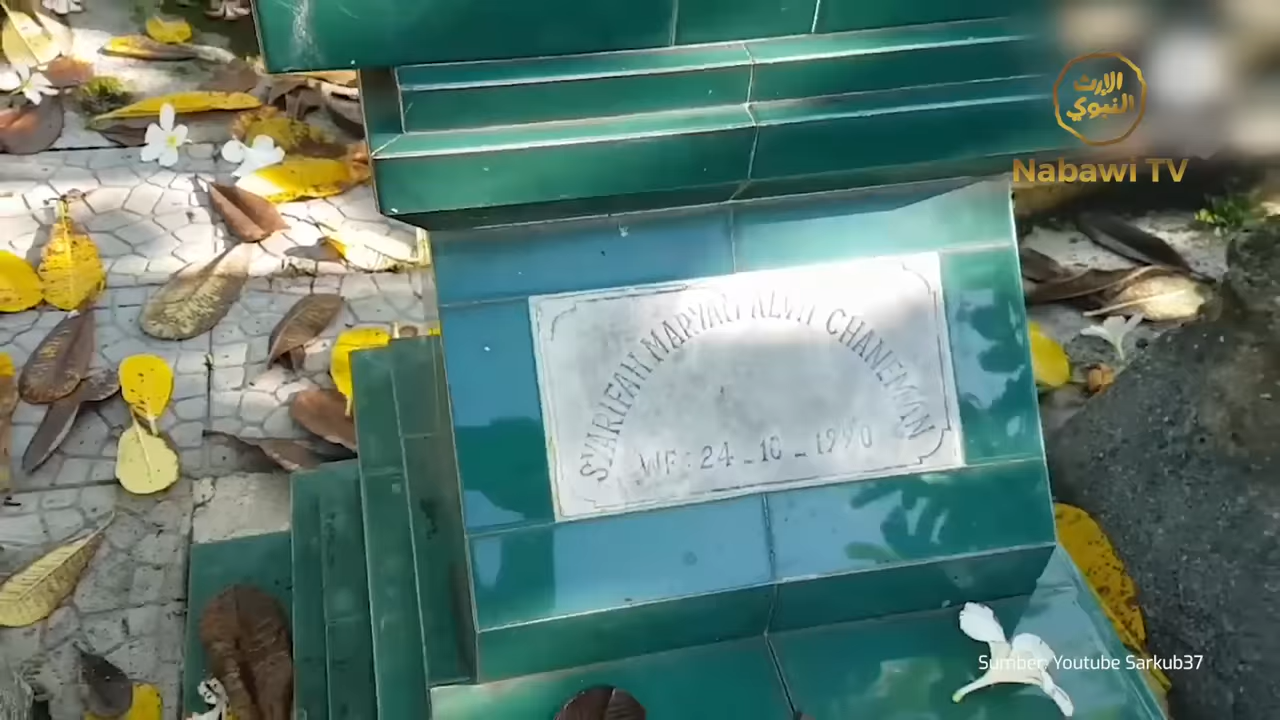 الإرث
النبوي
Nabawi TV
SYARIFAH MARYAM ALWI CHANEMAN
WF : 24 - 10 - 1990
Sumber: Youtube Sarkub37